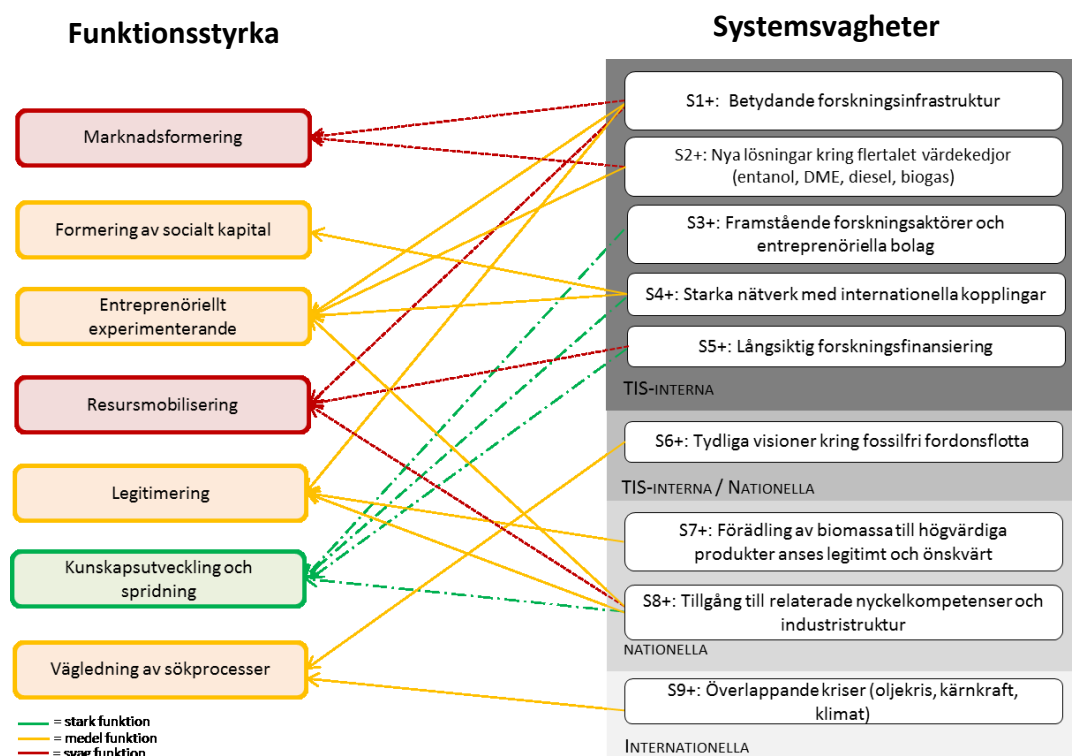 Funktionsstyrka
Marknadsformering
Formering av socialt kapital
Entreprenöriellt
experimenterande
Resursmobilisering
Legitimering
Kunskapsutveckling och
spridning
Vägledning av sökprocesser
= stark funktion
= medel funktion
= svag funktion
Systemsvagheter
S1+: Betydande forskningsinfrastruktur
S2+: Nya lösningar kring flertalet värdekedjor
(entanol, DME, diesel, biogas)
S3+: Framstående forskningsaktörer och
entreprenöriella bolag
S4+: Starka nätverk med internationella kopplingar
S5+: Långsiktig forskningsfinansiering
TIS-INTERNA
S6+: Tydliga visioner kring fossilfri fordonsflotta
TIS-INTERNA / NATIONELLA
S7+: Förädling av biomassa till högvärdiga
produkter anses legitimt och önskvärt
S8+: Tillgång till relaterade nyckelkompetenser och
industristruktur
NATIONELLA
S9+: Överlappande kriser (oljekris, kärnkraft,
klimat)
INTERNATIONELLA